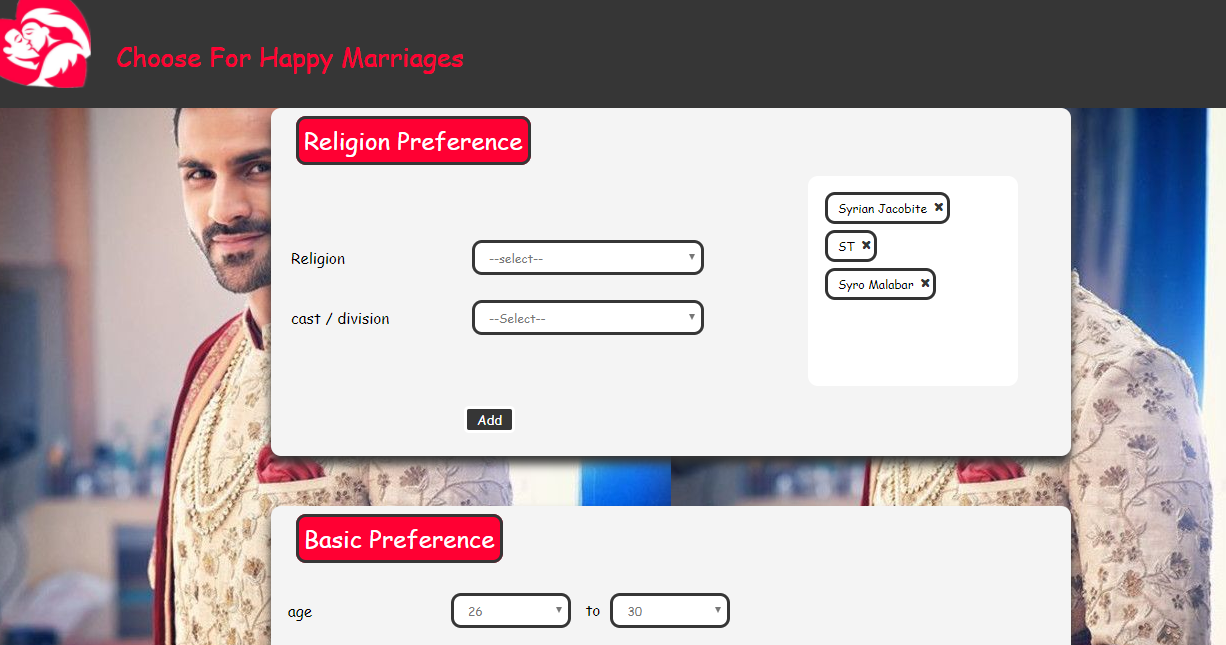 Choose For Happy Marriages
Religion Preference
Syrian Jacobite ✖
ST ✖
Syro Malabar ✖
Religion --select--
cast / division --Select--
Add
Basic Preference
age 26 to 30